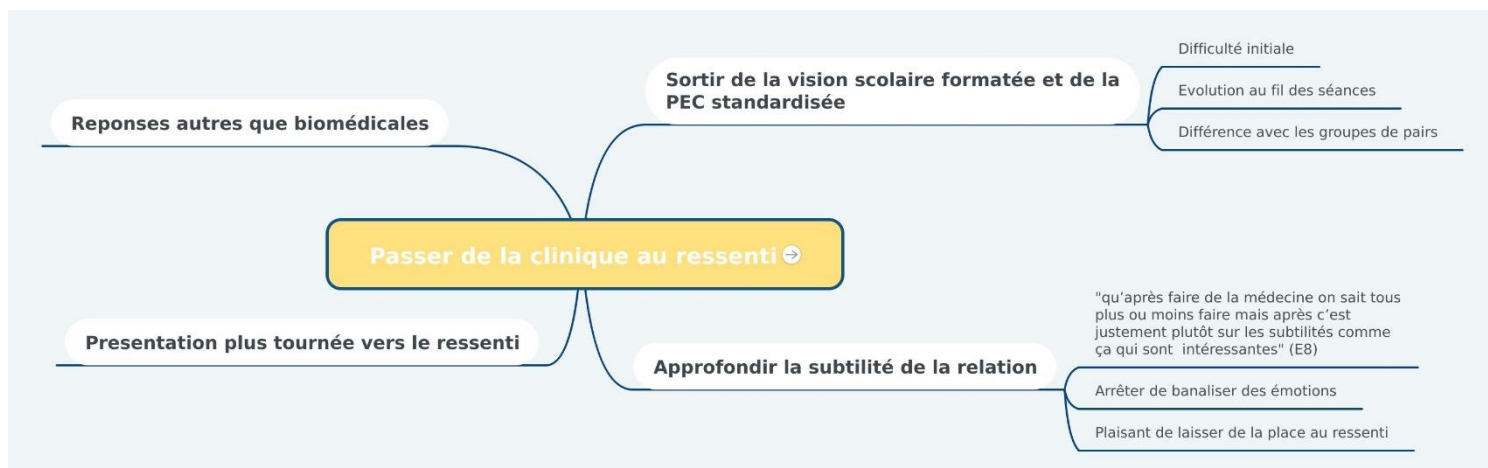 Reponses autres que biomédicales
Presentation plus tournée vers le ressenti
Passer de la clinique au ressenti
Sortir de la vision scolaire formatée et de la
PEC standardisée
Difficulté initiale
Evolution au fil des séances
Différence avec les groupes de pairs
Approfondir la subtilité de la relation
"qu’après faire de la médecine on sait tous
plus ou moins faire mais après c’est
justement plutôt sur les subtilités comme
ça qui sont  intéressantes" (E8)
Arrêter de banaliser des émotions
Plaisant de laisser de la place au ressenti